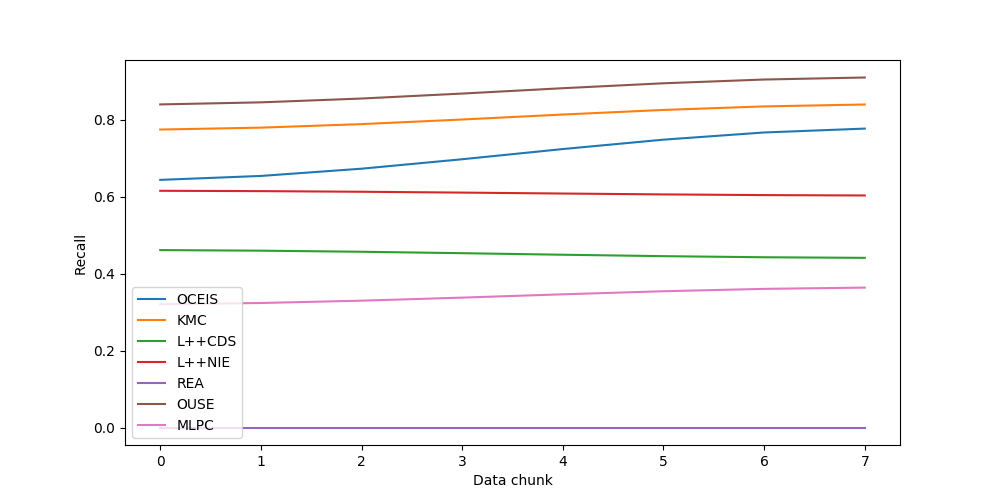 Recall
0.8
0.6
0.4
0.2
0.0
OCEIS
KMC
L++CDS
L++NIE
REA
OUSE
MLPC
0 1 2 3 4 5 6 7
Data chunk